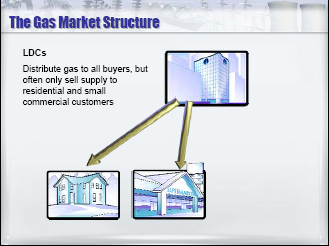 The Gas Market Structure
LDCs
Distribute gas to all buyers, but
often only sell supply to
residential and small
commercial customers
SUPERMARKET